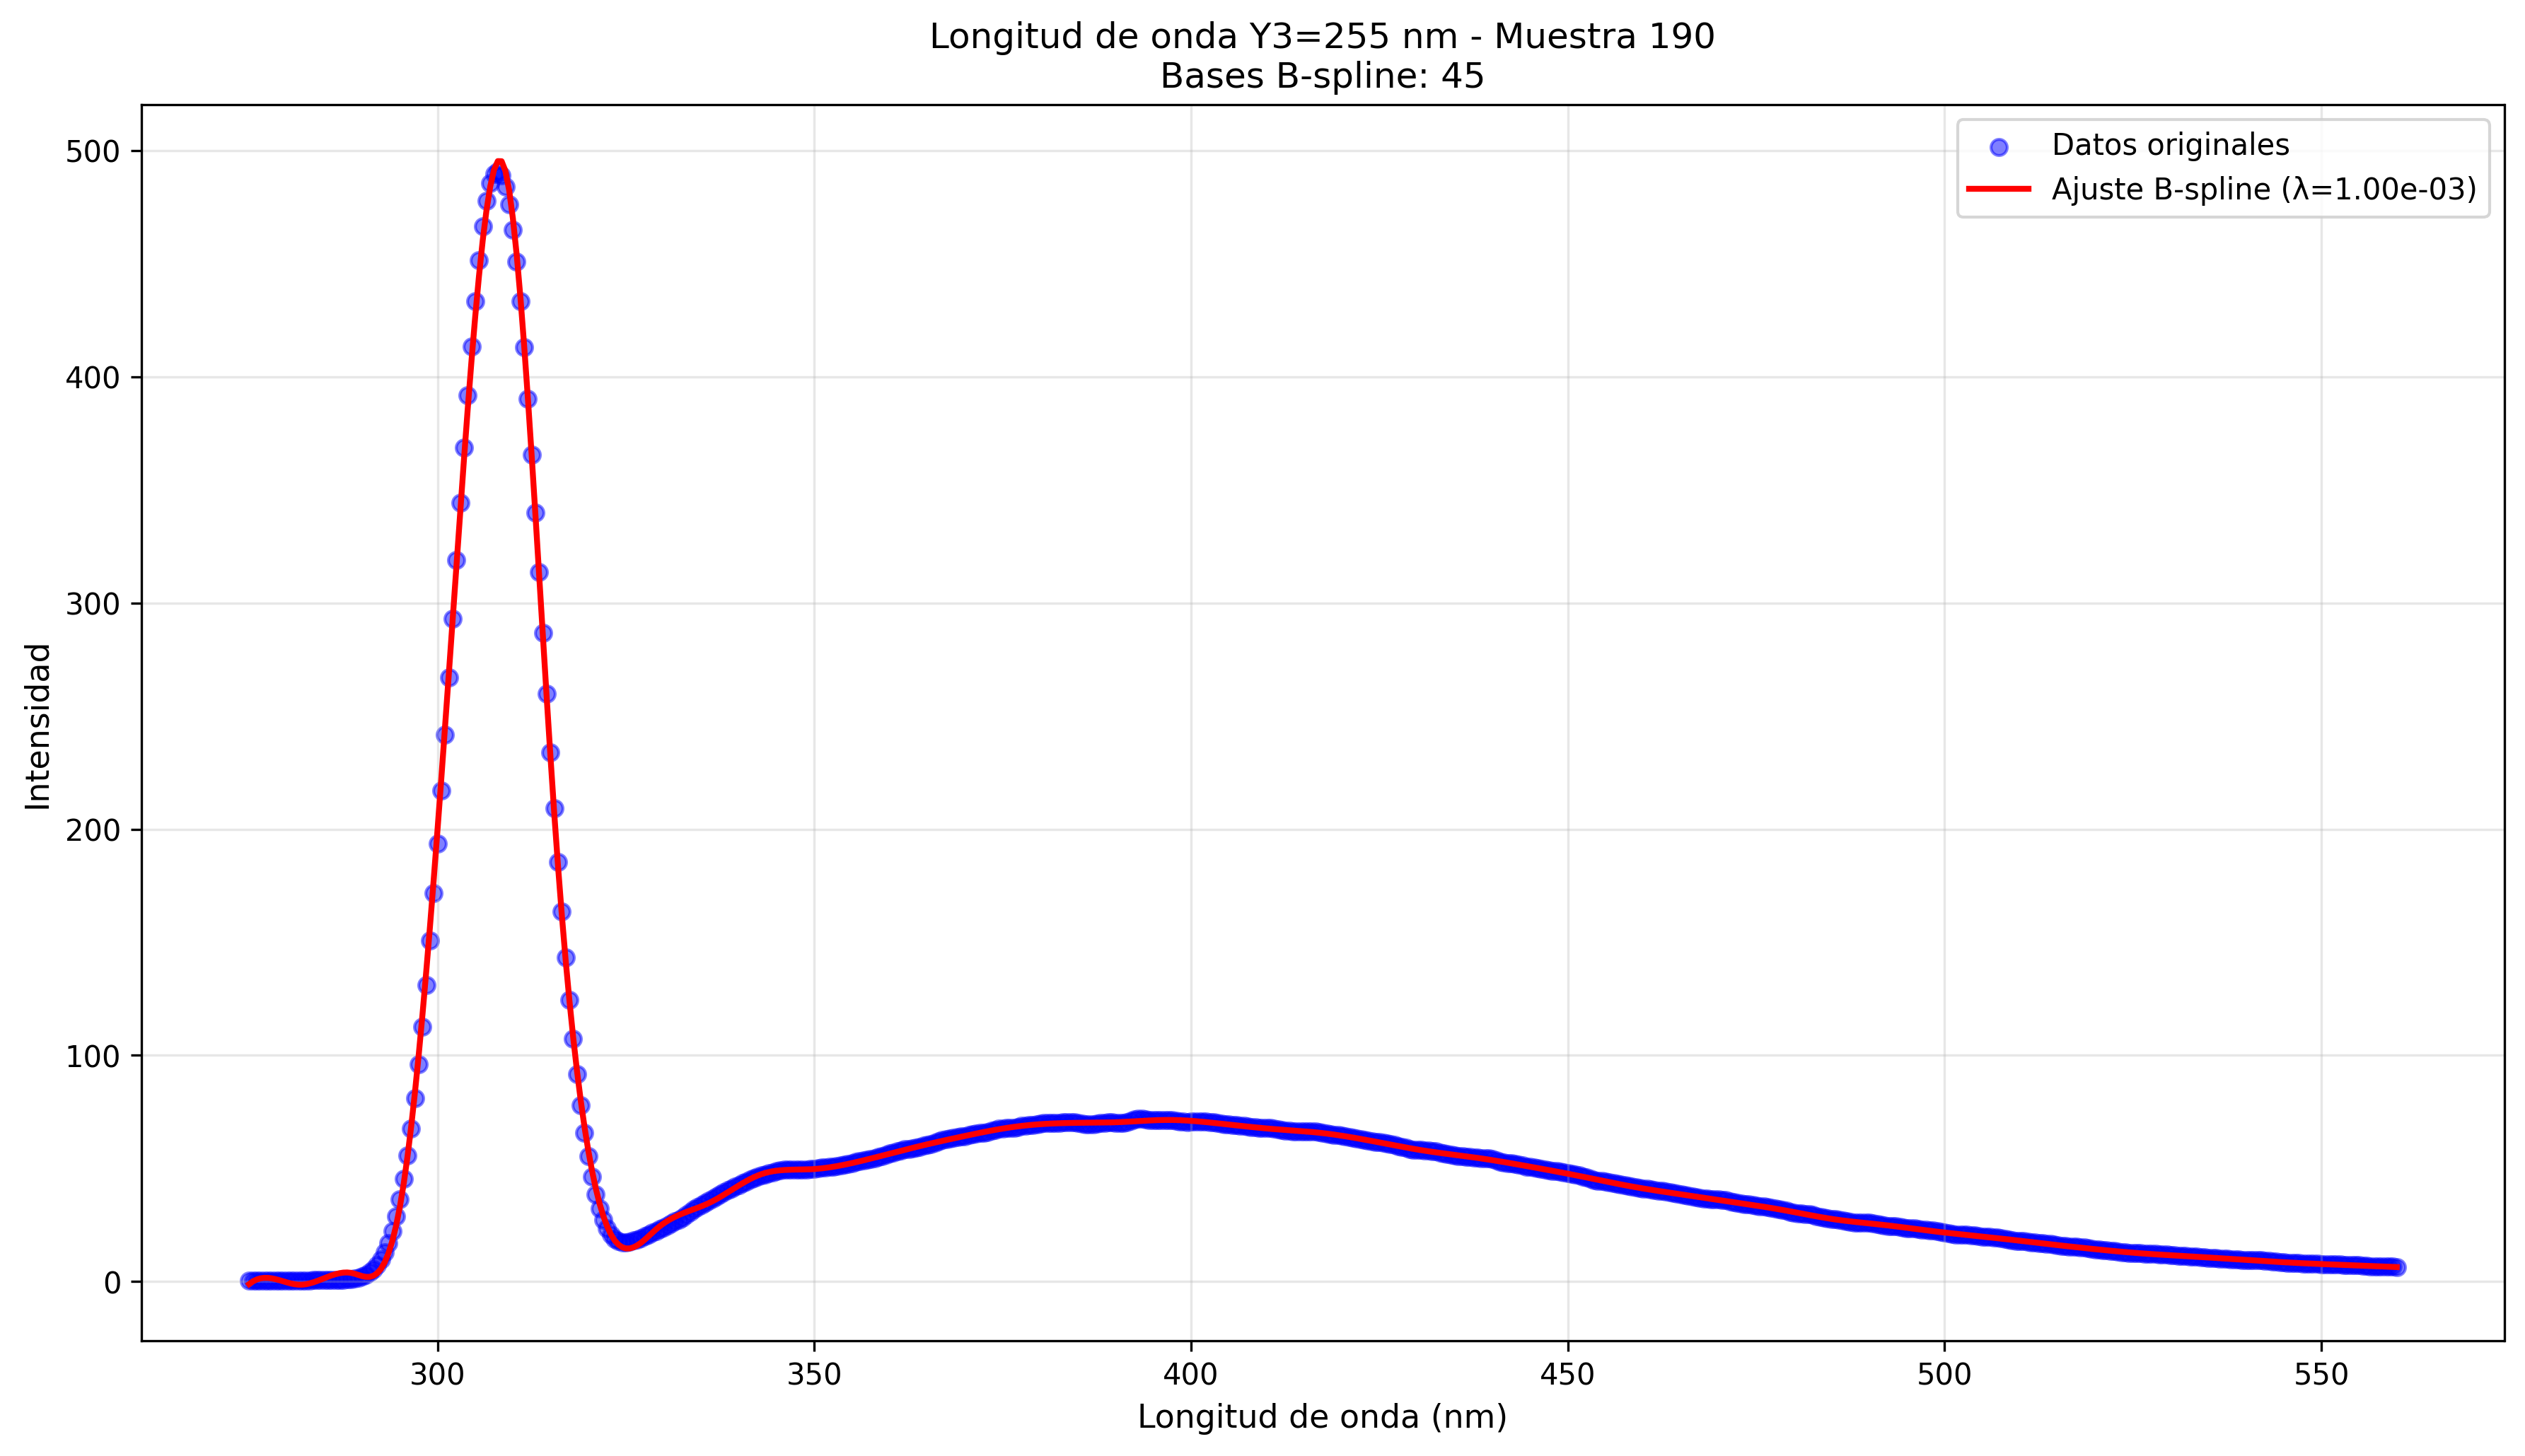 Longitud de onda Y3=255 nm - Muestra 190
Bases B-spline: 45
Datos originales
Ajuste B-spline (λ=1.00e-03)
Intensidad
500
400
300
200
100
0
300
350
400
450
500
550
Longitud de onda (nm)